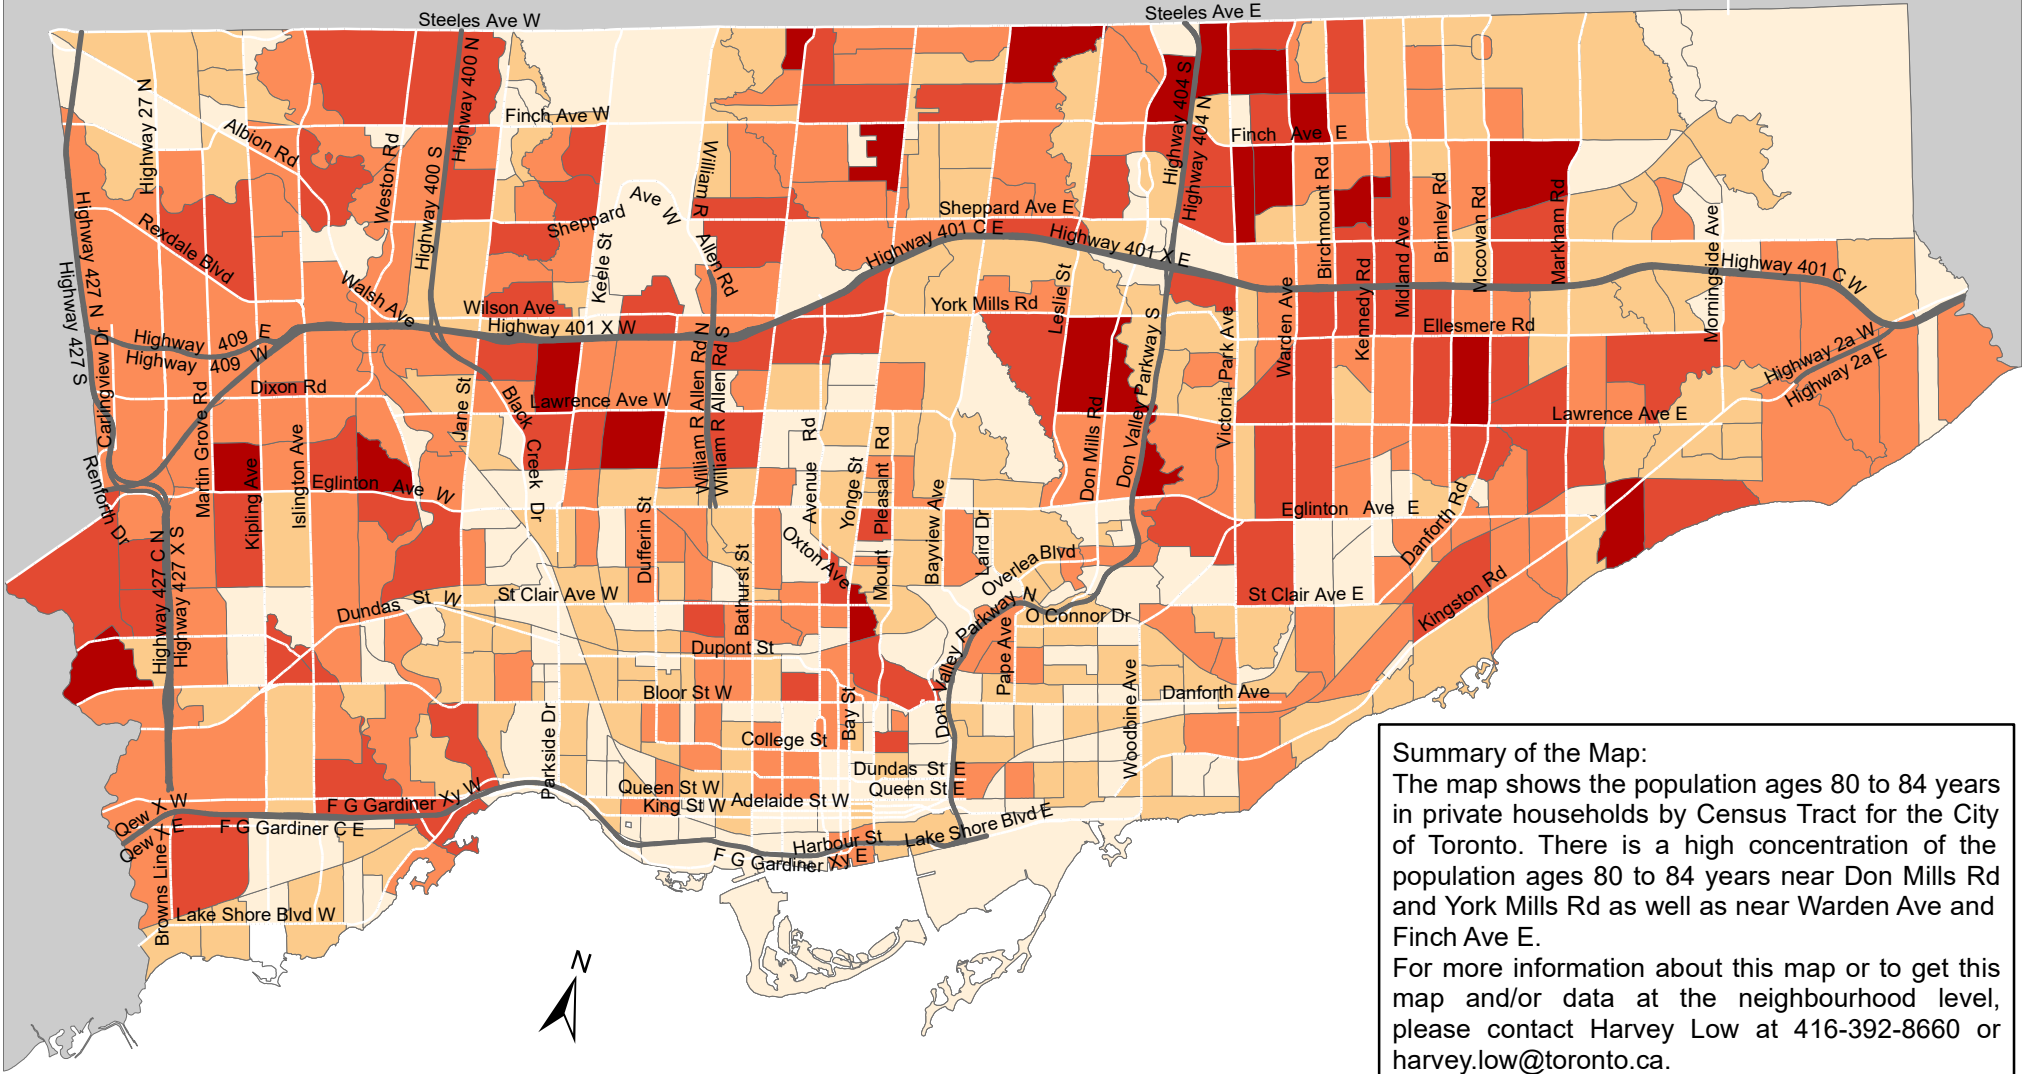 Steeles Ave W
Steeles Ave E
Highway 27 N
Albion Rd
Weston Rd
Highway 400 N
Highway 400 S
Finch Ave W
William R
Allen Rd
Highway 404 S
Highway 404 N
Finch Ave E
Highway 427 N
Highway 427 S
Rexdale Blvd
Walsh Ave
Sheppard Ave W
Keele St
Wilson Ave
Highway 401 X W
Highway 401 C E
Sheppard Ave E
Highway 401 X E
York Mills Rd
Leslie St
Birchmount Rd
Warden Ave
Kennedy Rd
Midland Ave
Brimley Rd
Mccowan Rd
Markham Rd
Morningside Ave
Highway 401 C W
Ellesmere Rd
Highway 2a W
Highway 2a E
Highway 427 S
Highway 409 E
Highway 409 W
Carlingview Dr
Dixon Rd
Martin Grove Rd
Kipling Ave
Islington Ave
Renforth Dr
Eglinton Ave W
Jane St
Black Creek Dr
Lawrence Ave W
William R Allen Rd N
William R Allen Rd S
Avenue Rd
Yonge St
Mount Pleasant Rd
Bayview Ave
Laird Dr
Don Mills Rd
Don Valley Parkway S
Victoria Park Ave
Lawrence Ave E
Eglinton Ave E
Danforth Rd
Kingston Rd
Highway 427 C N
Highway 427 X S
Dundas St W
St Clair Ave W
Dufferin St
Bathurst St
Oxton Ave
Overlea Blvd
Don Valley Parkway N
O Connor Dr
St Clair Ave E
Dupont St
Bloor St W
Bay St
Pape Ave
Woodbine Ave
Danforth Ave
Parkside Dr
College St
Dundas St E
Queen St E
Queen St W
King St W
Adelaide St W
Qew X W
Qew X E
F G Gardiner Xy W
F G Gardiner C E
Harbour St
Lake Shore Blvd E
F G Gardiner Xy E
Browns Line
Lake Shore Blvd W
N
Summary of the Map:
The map shows the population ages 80 to 84 years
in private households by Census Tract for the City
of Toronto. There is a high concentration of the
population ages 80 to 84 years near Don Mills Rd
and York Mills Rd as well as near Warden Ave and
Finch Ave E.
For more information about this map or to get this
map and/or data at the neighbourhood level,
please contact Harvey Low at 416-392-8660 or
harvey.low@toronto.ca.